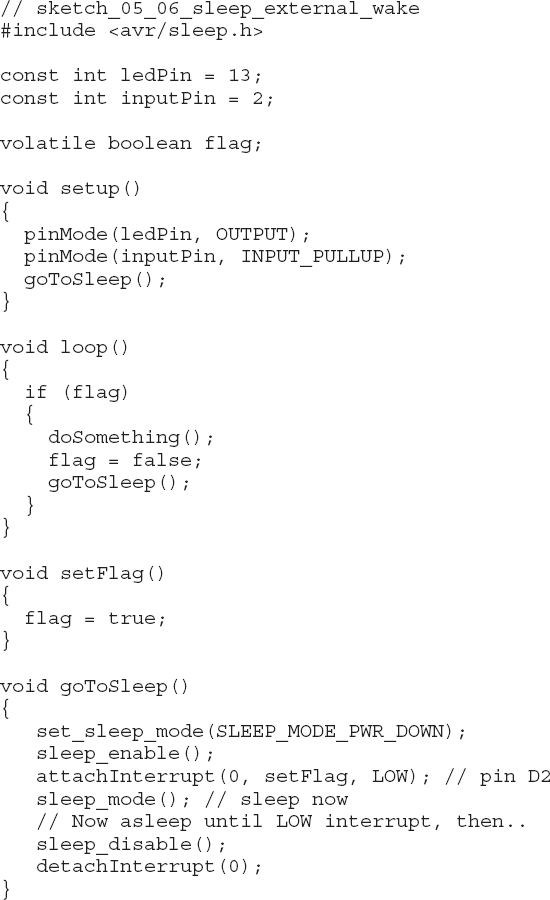 // sketch_05_06_sleep_external_wake
#include <avr/sleep.h>

const int ledPin = 13;
const int inputPin = 2;

volatile boolean flag;

void setup()
{
  pinMode(ledPin, OUTPUT);
  pinMode(inputPin, INPUT_PULLUP);
  goToSleep();
}

void loop()
{
  if (flag)
  {
    doSomething();
    flag = false;
    goToSleep();
  }
}

void setFlag()
{
  flag = true;
}

void goToSleep()
{
   set_sleep_mode(SLEEP_MODE_PWR_DOWN);
   sleep_enable();
   attachInterrupt(0, setFlag, LOW); // pin D2
   sleep_mode(); // sleep now
   // Now asleep until LOW interrupt, then..
   sleep_disable();
   detachInterrupt(0);
}